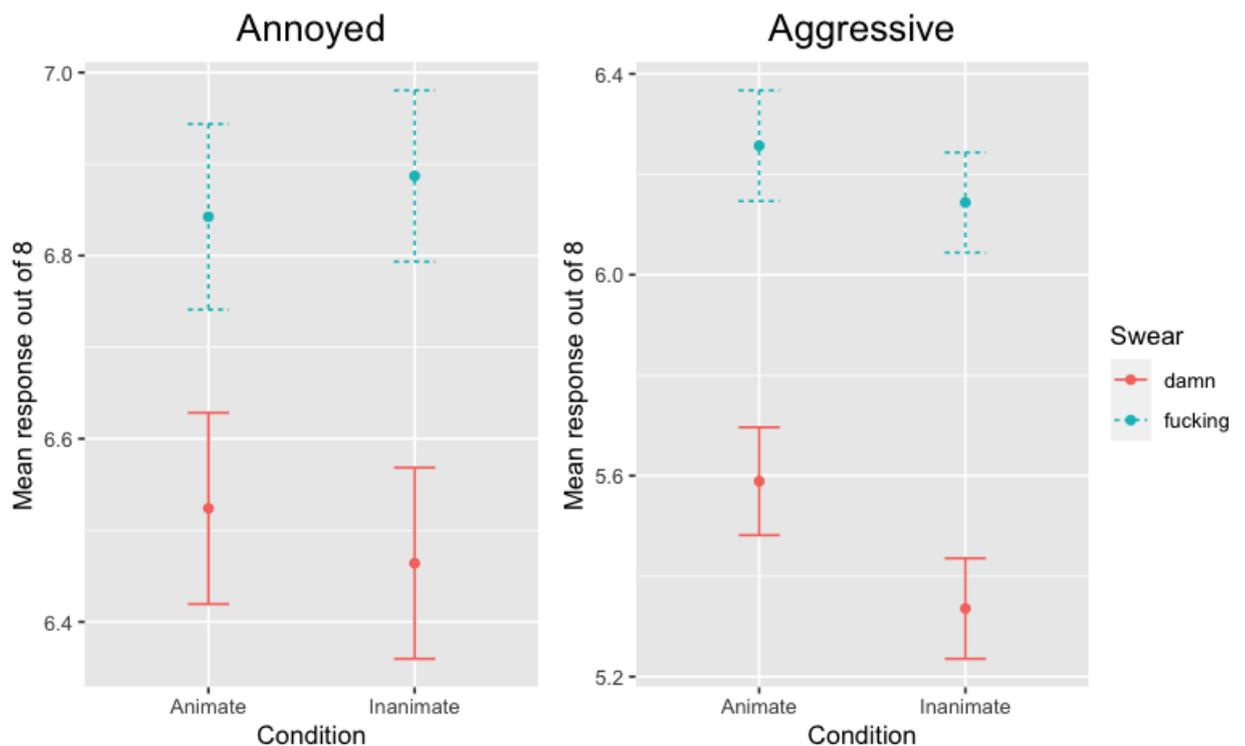 Annoyed
Mean response out of 8
7.0
6.8
6.6
6.4
Animate
Inanimate
Condition
Aggressive
Mean response out of 8
6.4
6.0
5.6
5.2
Animate
Inanimate
Condition
Swear
damn
fucking